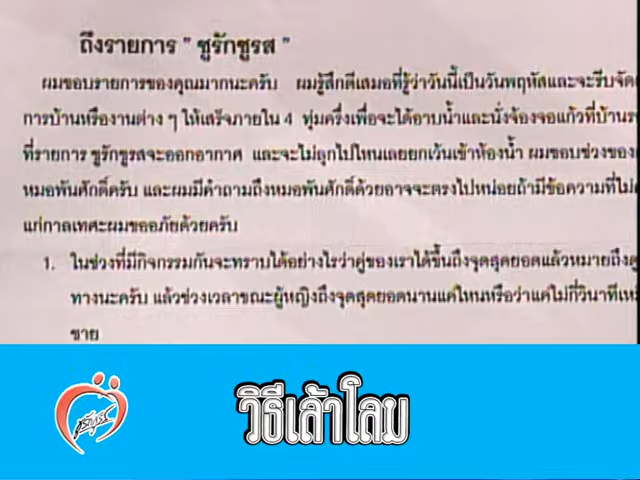 ถึงรายการ " ชูรักชูรส "
ผมชอบรายการของคุณมากนะครับ ผมรู้สึกดีเสมอที่รู้ว่าวันนี้เป็นวันพฤหัสและจะรีบจัด
การบ้านหรืองานต่าง ๆ ให้เสร็จภายใน 4 ทุ่มครึ่งเพื่อจะได้อาบน้ำและนั่งจ้องจอแก้วที่บ้าน
ที่รายการ ชูรักชูรสจะออกอากาศ และจะไม่ลุกไปไหนเลยยกเว้นเข้าห้องน้ำ ผมชอบช่วงของ
หมอพันศักดิ์ครับ และผมมีคำถามถึงหมอพันศักดิ์ด้วยอาจจะตรงไปหน่อยถ้ามีข้อความที่ไม่
แก่กาลเทศะผมขออภัยด้วยครับ
1. ในช่วงที่มีกิจกรรมกันจะทราบได้อย่างไรว่าคู่ของเราได้ขึ้นถึงจุดสุดยอดแล้วหมายถึง
ทางนะครับ แล้วช่วงเวลาขณะผู้หญิงถึงจุดสุดยอดนานแค่ไหนหรือว่าแค่ไม่กี่วินาที
ชาย
วิธีเล้าโลม